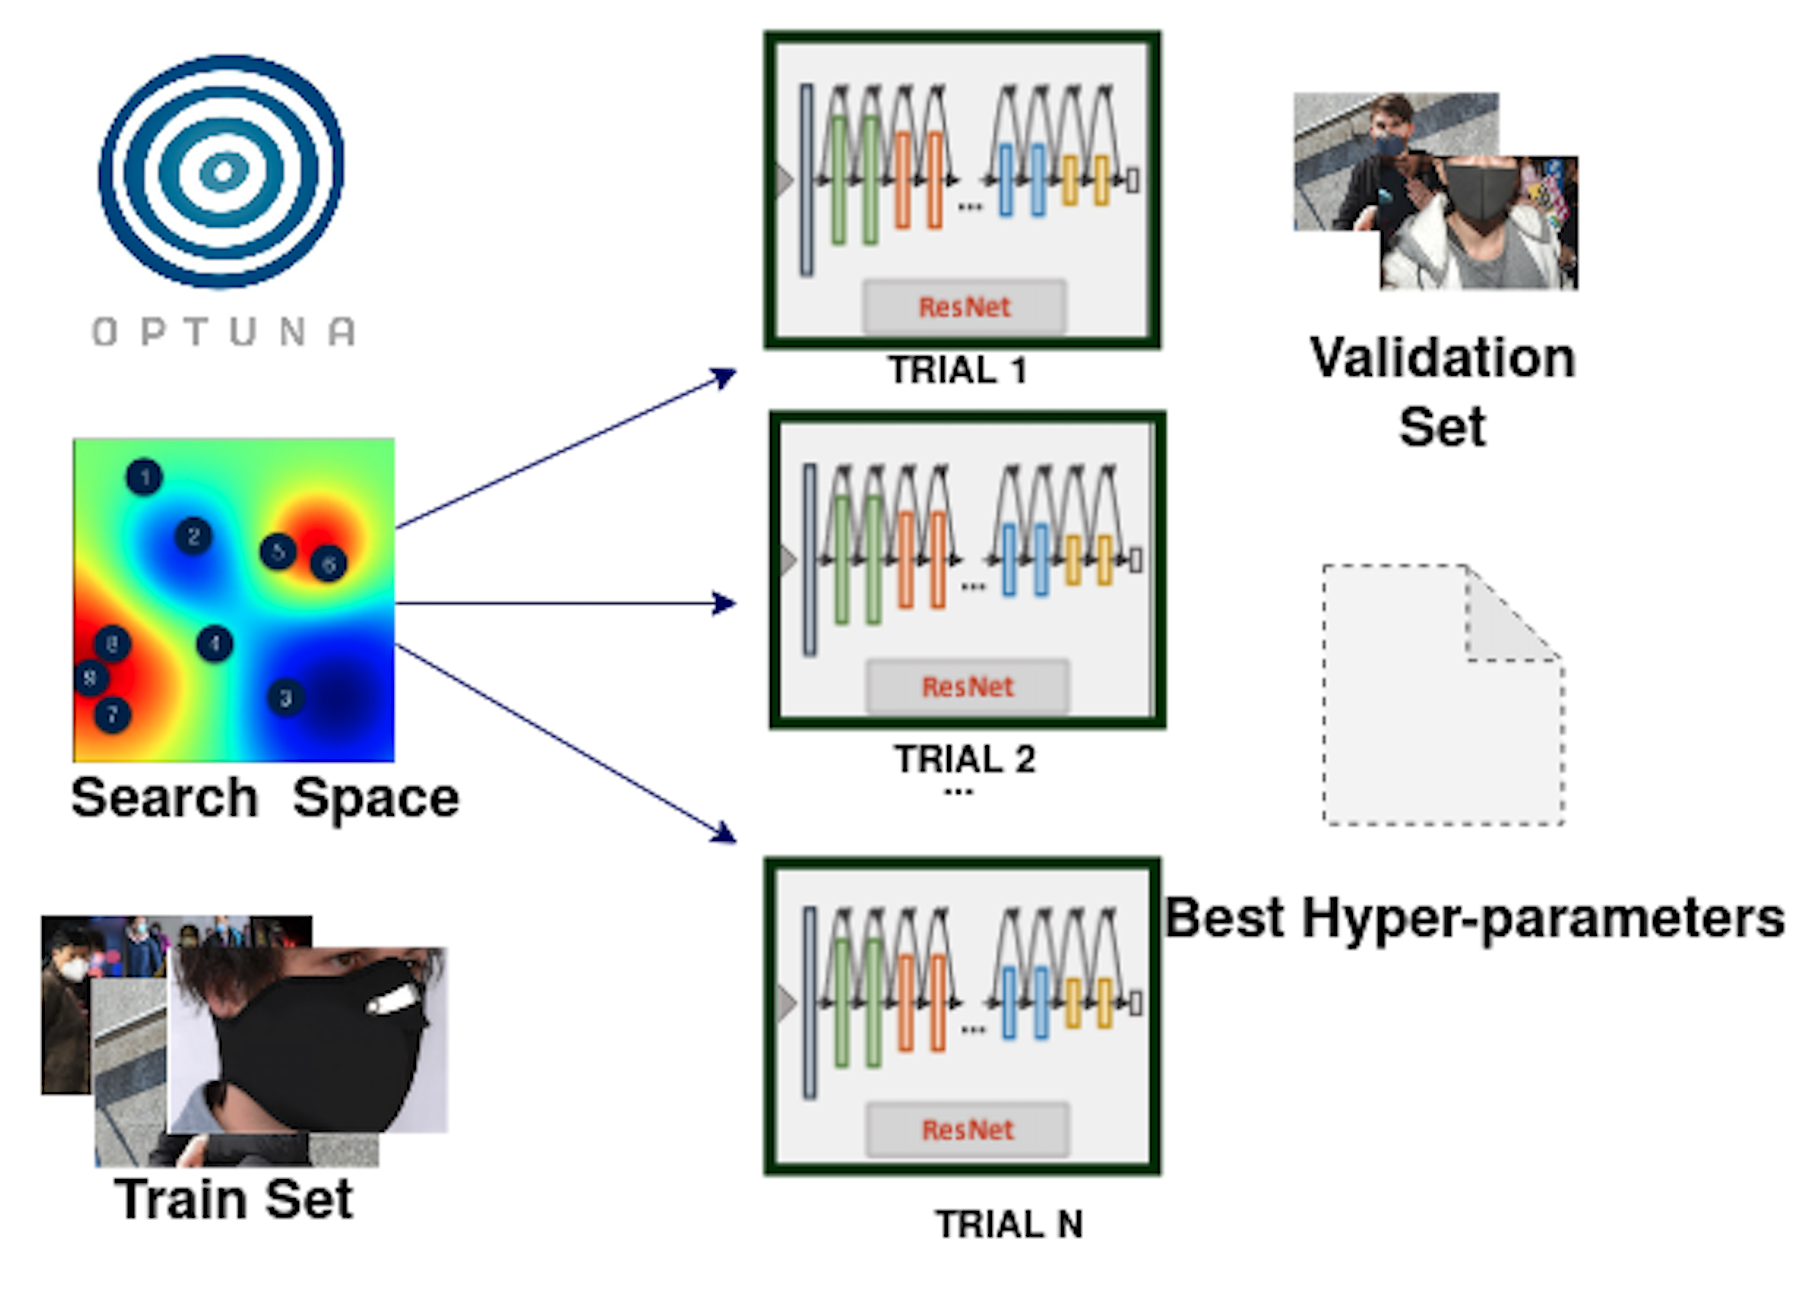 OPTUNA
1
2
5
6
8
4
9
3
7
Search Space
Train Set
...
ResNet
TRIAL 1
...
ResNet
TRIAL 2
...
...
ResNet
TRIAL N
Validation
Set
Best Hyper-parameters